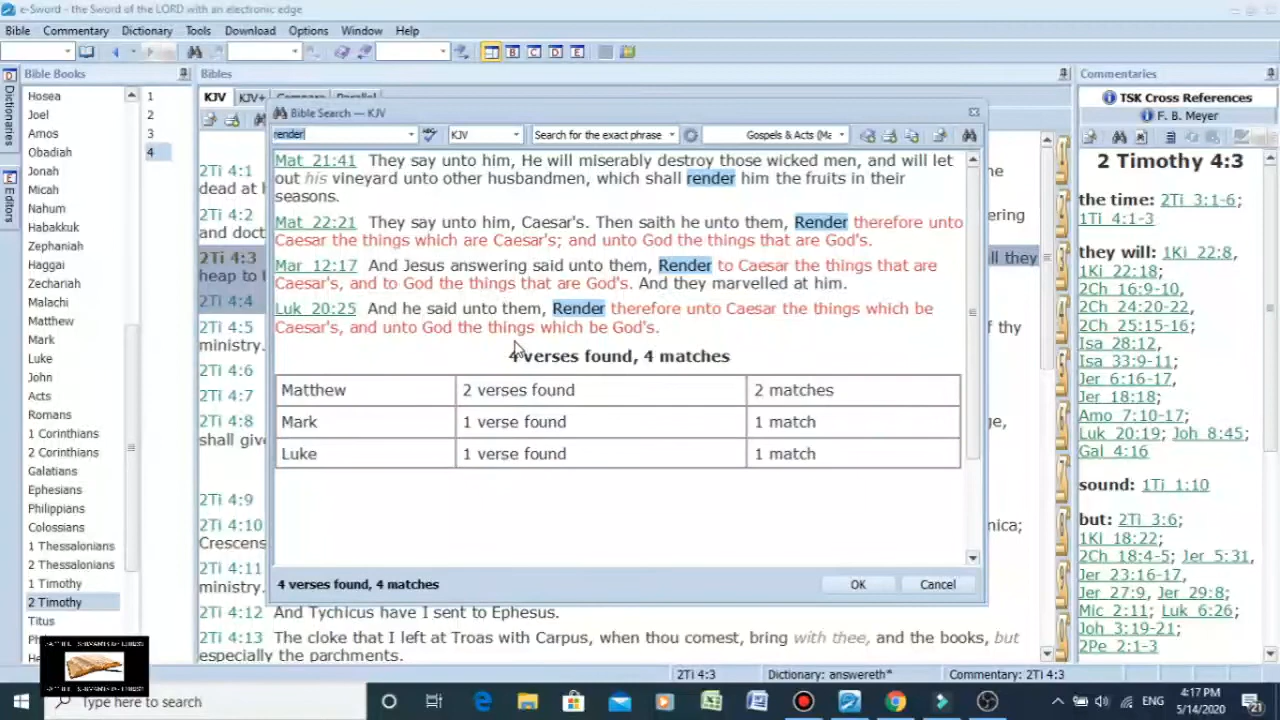 e-Sword - the Sword of the LORD with an electronic edge
Bible Commentary Dictionary Tools Download Options Window Help
B C D E
Bible Books
Bibles
Commentaries
D Dictionaries
E Editors
Hosea
Joel
Amos
Obadiah
Jonah
Micah
Nahum
Habakkuk
Zephaniah
Haggai
Zechariah
Malachi
Matthew
Mark
Luke
John
Acts
Romans
1 Corinthians
2 Corinthians
Galatians
Ephesians
Philippians
Colossians
1 Thessalonians
2 Thessalonians
1 Timothy
2 Timothy
Titus
1
2
3
4
KJV KJV+ Compare Parallel
2Ti 4:1
dead at
2Ti 4:2
and doct
2Ti 4:3
heap to
2Ti 4:4
2Ti 4:5
ministry.
2Ti 4:6
2Ti 4:7
2Ti 4:8
shall give
2Ti 4:9
2Ti 4:10
Crescens
2Ti 4:11
ministry.
2Ti 4:12 And Tychicus have I sent to Ephesus.
2Ti 4:13 The cloke that I left at Troas with Carpus, when thou comest, bring with thee, and the books, but
especially the parchments.
Bible Search — KJV
render KJV Search for the exact phrase Gospels & Acts (Ma
Mat 21:41 They say unto him, He will miserably destroy those wicked men, and will let
out his vineyard unto other husbandmen, which shall render him the fruits in their
seasons.
Mat 22:21 They say unto him, Caesar's. Then saith he unto them, Render therefore unto
Caesar the things which are Caesar's; and unto God the things that are God's.
Mar 12:17 And Jesus answering said unto them, Render to Caesar the things that are
Caesar's, and to God the things that are God's. And they marvelled at him.
Luk 20:25 And he said unto them, Render therefore unto Caesar the things which be
Caesar's, and unto God the things which be God's.
4 verses found, 4 matches
Matthew 2 verses found 2 matches
Mark 1 verse found 1 match
Luke 1 verse found 1 match
4 verses found, 4 matches
OK Cancel
TSK Cross References
F. B. Meyer
2 Timothy 4:3
the time: 2Ti 3:1-6;
1Ti 4:1-3
they will: 1Ki 22:8,
1Ki 22:18;
2Ch 16:9-10,
2Ch 24:20-22,
2Ch 25:15-16;
Isa 28:12,
Isa 33:9-11;
Jer 6:16-17,
Jer 18:18;
Amo 7:10-17;
Luk 20:19; Joh 8:45;
Gal 4:16
sound: 1Ti 1:10
but: 2Ti 3:6;
1Ki 18:22;
2Ch 18:4-5; Jer 5:31,
Jer 23:16-17,
Jer 27:9, Jer 29:8;
Mic 2:11; Luk 6:26;
Joh 3:19-21;
2Pe 2:1-3
2Ti 4:3 Dictionary: answereth* Commentary: 2Ti 4:3
Type here to search
ENG
4:17 PM
5/14/2020
21